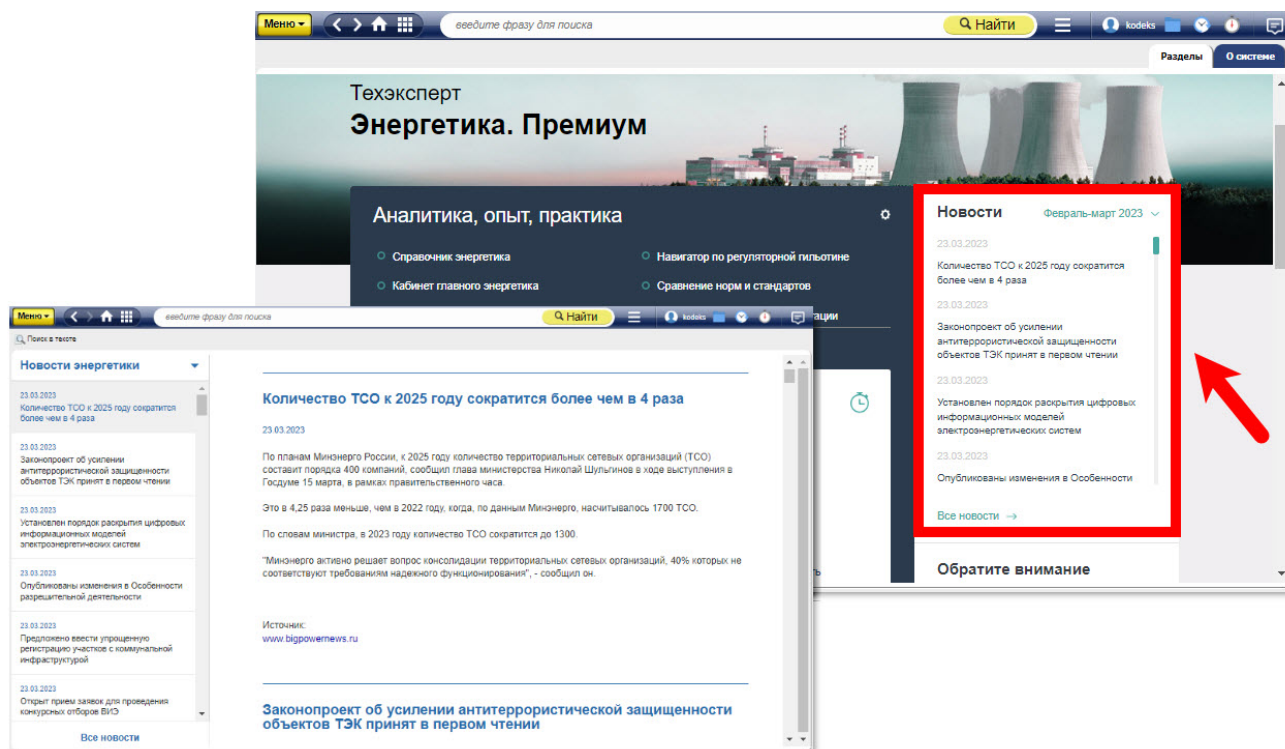 Меню
введите фразу для поиска
Найти
kodeks
Разделы
О системе
Техэксперт
Энергетика. Премиум
Аналитика, опыт, практика
Справочник энергетика
Навигатор по регуляторной гильотине
Кабинет главного энергетика
Сравнение норм и стандартов
Новости
Февраль-март 2023
23.03.2023
Количество ТСО к 2025 году сократится
более чем в 4 раза
23.03.2023
Законопроект об усилении
антитеррористической защищенности
объектов ТЭК принят в первом чтении
23.03.2023
Установлен порядок раскрытия цифровых
информационных моделей
электроэнергетических систем
23.03.2023
Опубликованы изменения в Особенности
Все новости →
Обратите внимание
Меню
введите фразу для поиска
Найти
kodeks
Поиск в тексте
Новости энергетики
23.03.2023
Количество ТСО к 2025 году сократится
более чем в 4 раза
23.03.2023
Законопроект об усилении
антитеррористической защищенности
объектов ТЭК принят в первом чтении
23.03.2023
Установлен порядок раскрытия цифровых
информационных моделей
электроэнергетических систем
23.03.2023
Опубликованы изменения в Особенности
разрешительной деятельности
23.03.2023
Предложено ввести упрощенную
регистрацию участков с коммунальной
инфраструктурой
23.03.2023
Открыт прием заявок для проведения
конкурсных отборов ВИЭ
Все новости
Количество ТСО к 2025 году сократится более чем в 4 раза
23.03.2023
По планам Минэнерго России, к 2025 году количество территориальных сетевых организаций (ТСО)
составит порядка 400 компаний, сообщил глава министерства Николай Шульгинов в ходе выступления в
Госдуме 15 марта, в рамках правительственного часа.
Это в 4,25 раза меньше, чем в 2022 году, когда, по данным Минэнерго, насчитывалось 1700 ТСО.
По словам министра, в 2023 году количество ТСО сократится до 1300.
"Минэнерго активно решает вопрос консолидации территориальных сетевых организаций, 40% которых не
соответствуют требованиям надежного функционирования", - сообщил он.
Источник:
www.bigpowernews.ru
Законопроект об усилении антитеррористической защищенности
объектов ТЭК принят в первом чтении